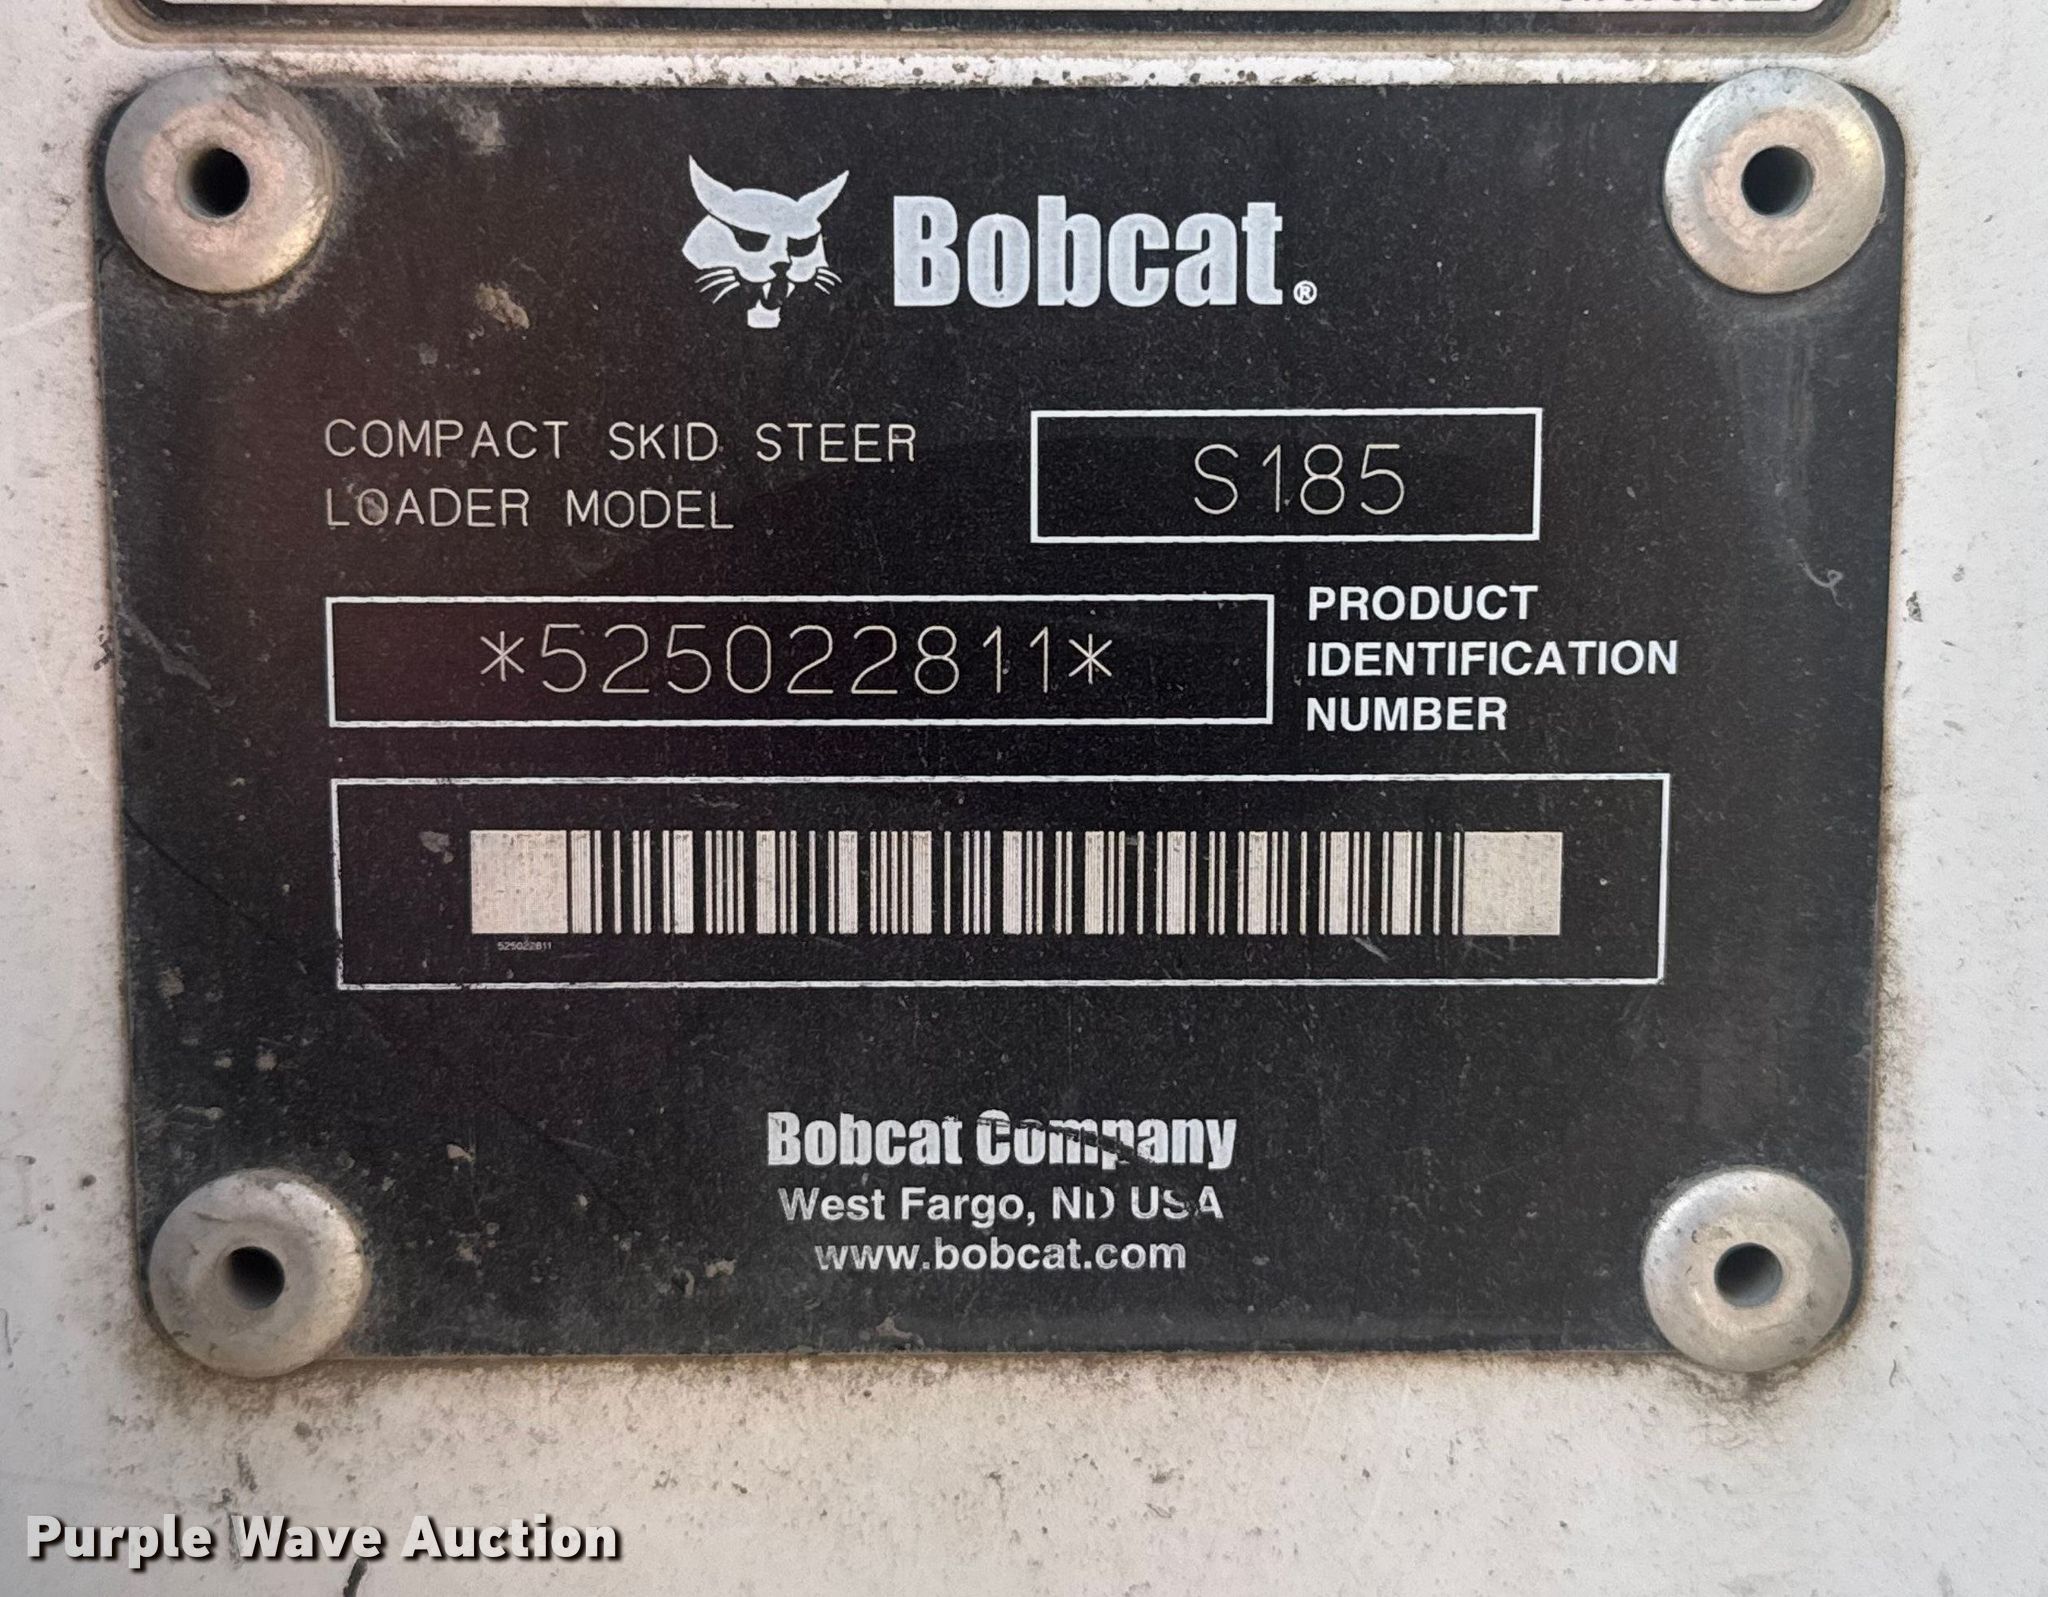 Bobcat®
COMPACT SKID STEER
LOADER MODEL
S185
*525022811*
PRODUCT
IDENTIFICATION
NUMBER
525022811
Bobcat Company
West Fargo, ND USA
www.bobcat.com
Purple Wave Auction